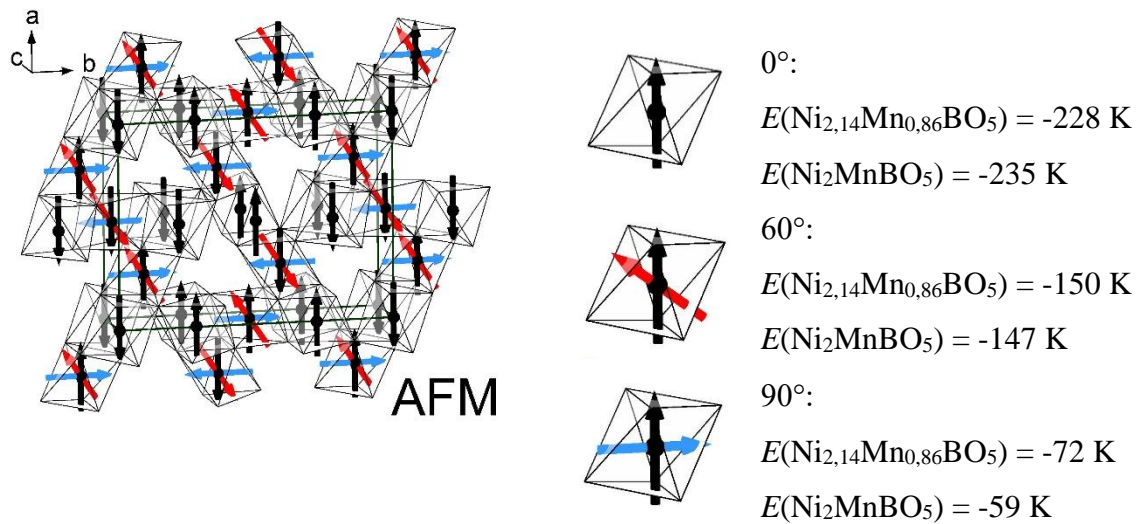 a
c
b
AFM
0°:
E(Ni2,14Mn0,86BO5) = -228 K
E(Ni2MnBO5) = -235 K
60°:
E(Ni2,14Mn0,86BO5) = -150 K
E(Ni2MnBO5) = -147 K
90°:
E(Ni2,14Mn0,86BO5) = -72 K
E(Ni2MnBO5) = -59 K